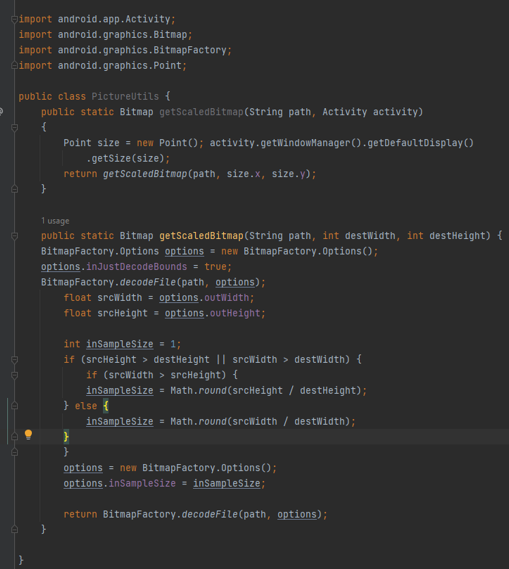 import android.app.Activity;
import android.graphics.Bitmap;
import android.graphics.BitmapFactory;
import android.graphics.Point;

public class PictureUtils {
    public static Bitmap getScaledBitmap(String path, Activity activity)
    {
        Point size = new Point(); activity.getWindowManager().getDefaultDisplay()
            .getSize(size);
        return getScaledBitmap(path, size.x, size.y);
    }

    1 usage
    public static Bitmap getScaledBitmap(String path, int destWidth, int destHeight) {
    BitmapFactory.Options options = new BitmapFactory.Options();
    options.inJustDecodeBounds = true;
    BitmapFactory.decodeFile(path, options);
        float srcWidth = options.outWidth;
        float srcHeight = options.outHeight;

        int inSampleSize = 1;
        if (srcHeight > destHeight || srcWidth > destWidth) {
            if (srcWidth > srcHeight) {
            inSampleSize = Math.round(srcHeight / destHeight);
        } else {
            inSampleSize = Math.round(srcWidth / destWidth);
        }
        }
        options = new BitmapFactory.Options();
        options.inSampleSize = inSampleSize;

        return BitmapFactory.decodeFile(path, options);
    }

}